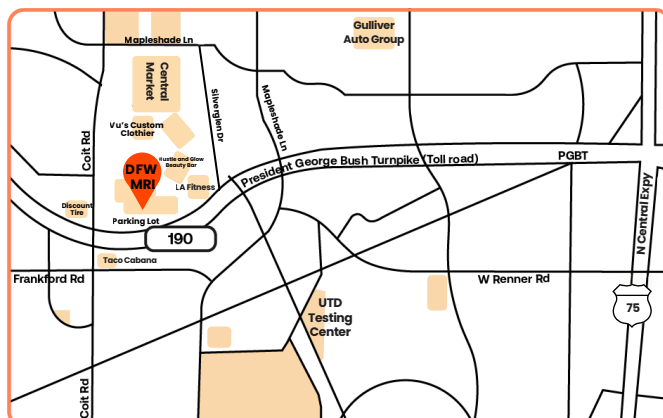 Gulliver
Auto Group
Mapleshade Ln
Central
Market
Silverglen Dr
Mapleshade Ln
Vu's Custom
Clothier
Coit Rd
Hustle and Glow
Beauty Bar
DFW
MRI
LA Fitness
President George Bush Turnpike (Toll road)
PGBT
N Central Expy
Discount
Tire
Parking Lot
190
Taco Cabana
Frankford Rd
W Renner Rd
75
UTD
Testing
Center
Coit Rd